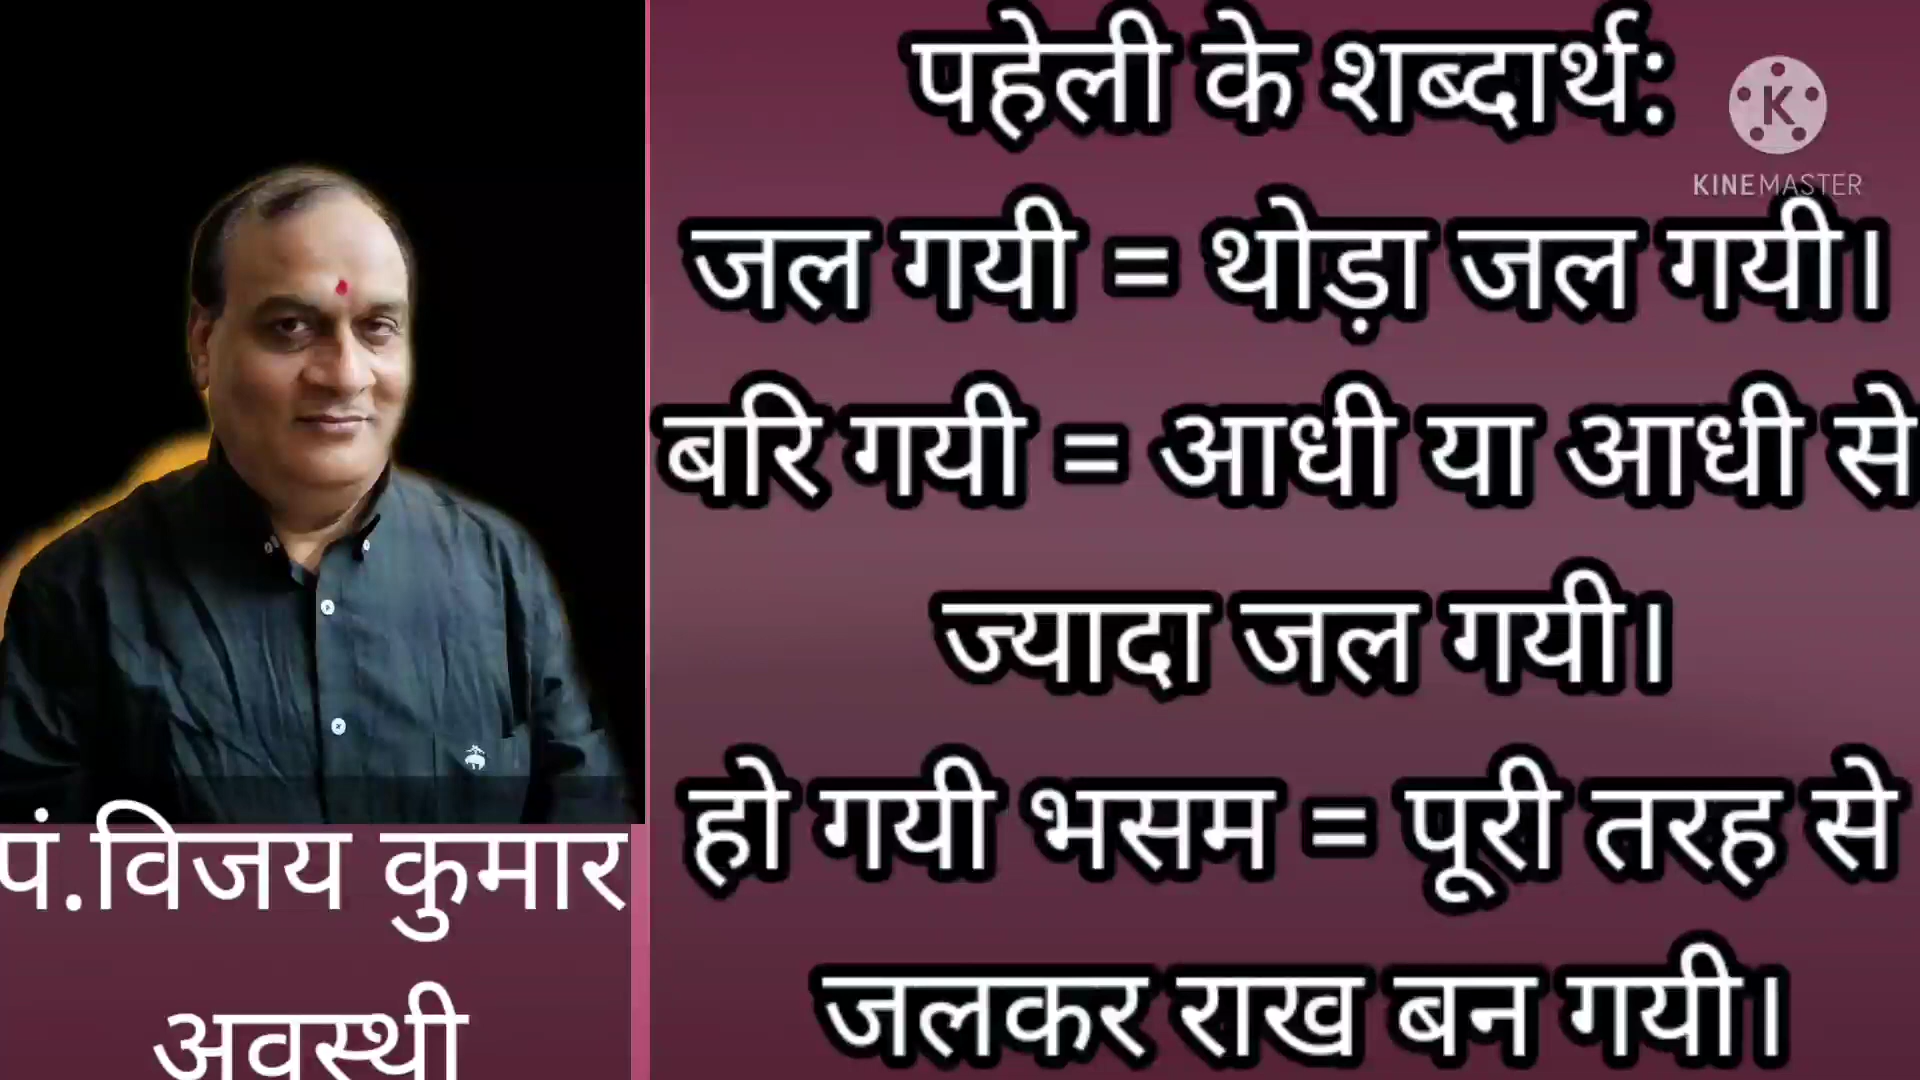 पहेली के शब्दार्थ:
जल गयी = थोड़ा जल गयी।
बरि गयी = आधी या आधी से
ज्यादा जल गयी।
हो गयी भसम = पूरी तरह से
जलकर राख बन गयी।
पं.विजय कुमार
अवस्थी
K
KINEMASTER